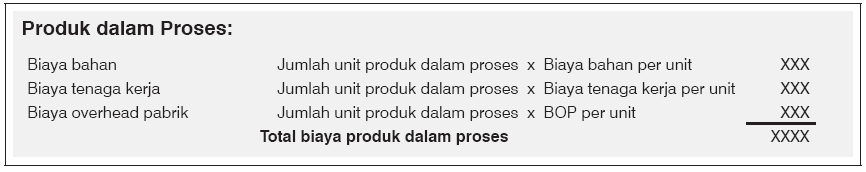 Produk dalam Proses:
Biaya bahan Jumlah unit produk dalam proses x Biaya bahan per unit XXX
Biaya tenaga kerja Jumlah unit produk dalam proses x Biaya tenaga kerja per unit XXX
Biaya overhead pabrik Jumlah unit produk dalam proses x BOP per unit XXX
Total biaya produk dalam proses XXXX